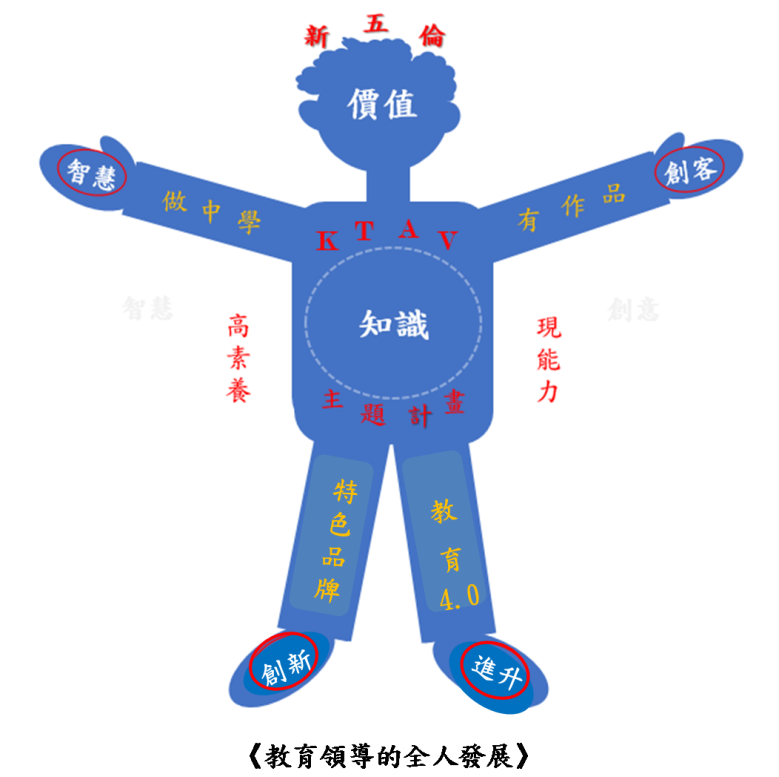 新五倫
價值
智慧
創客
做中學
有作品
KTAV
知識
智慧
創意
高素養
現能力
主題計畫
特色品牌
教育4.0
創新
進升
《教育領導的全人發展》